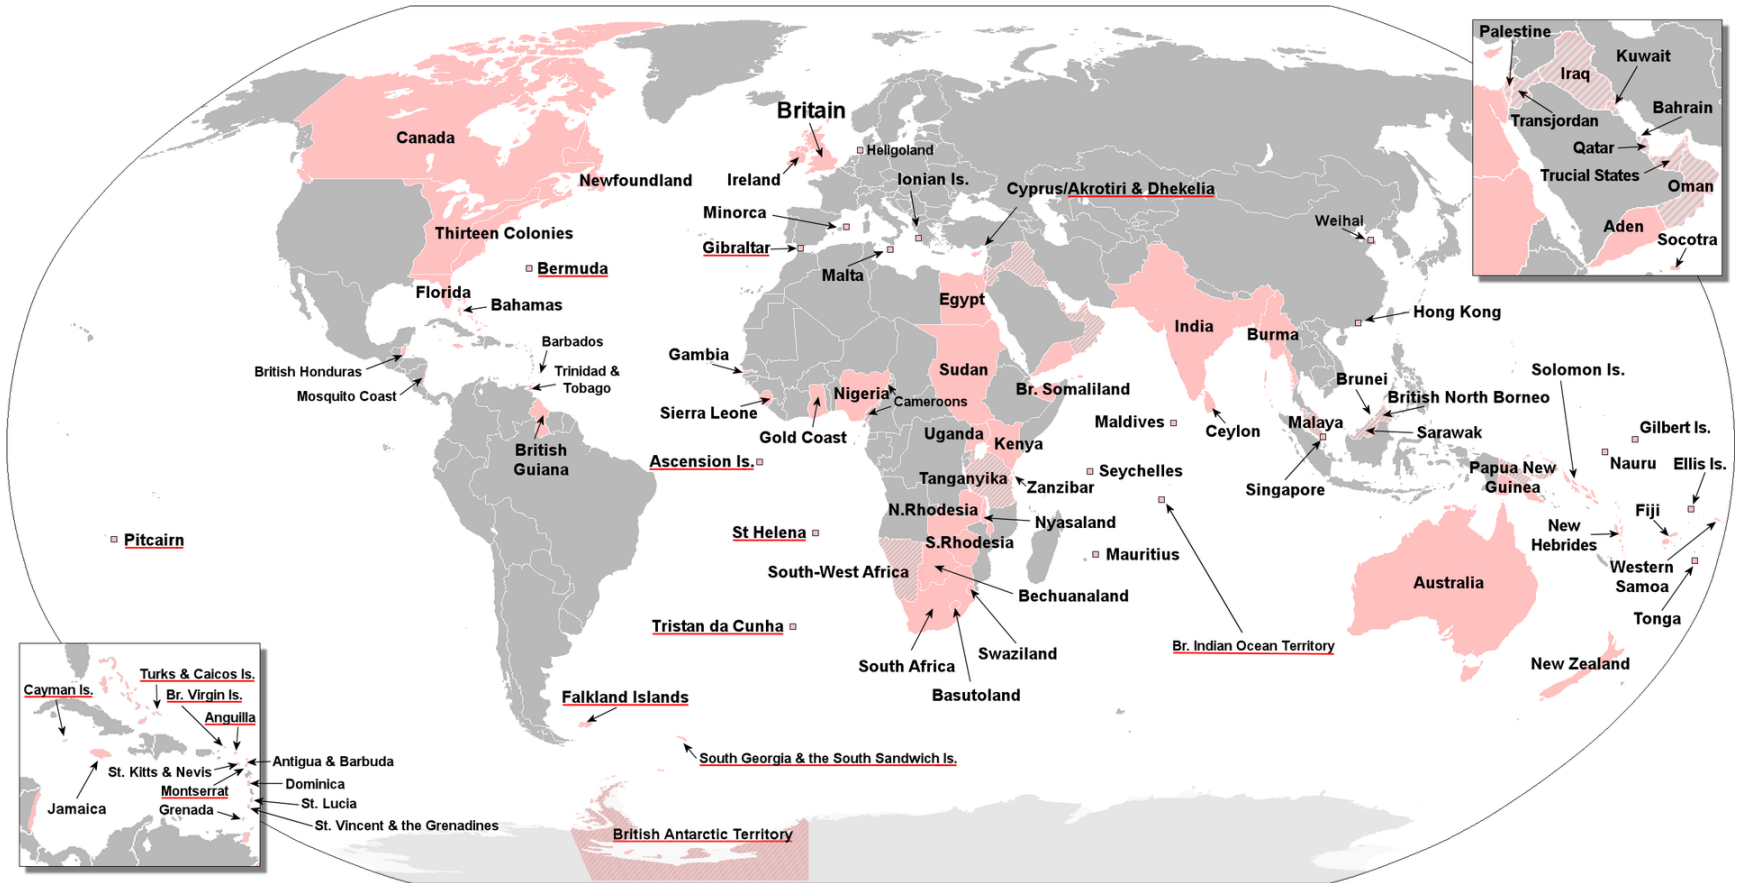 Britain
Heligoland
Ireland
Ionian Is.
Cyprus/Akrotiri & Dhekelia
Minorca
Gibraltar
Malta
Canada
Newfoundland
Thirteen Colonies
Bermuda
Florida
Bahamas
Barbados
Trinidad &
Tobago
British Honduras
Mosquito Coast
British
Guiana
Weihai
Hong Kong
Egypt
India
Burma
Gambia
Sierra Leone
Gold Coast
Nigeria
Cameroons
Sudan
Br. Somaliland
Uganda
Kenya
Tanganyika
Zanzibar
N.Rhodesia
Nyasaland
S.Rhodesia
South-West Africa
Bechuanaland
Swaziland
South Africa
Basutoland
Maldives
Ceylon
Seychelles
Mauritius
Br. Indian Ocean Territory
Ascension Is.
St Helena
Tristan da Cunha
Pitcairn
Falkland Islands
South Georgia & the South Sandwich Is.
British Antarctic Territory
Brunei
British North Borneo
Malaya
Sarawak
Singapore
Solomon Is.
Gilbert Is.
Nauru
Ellis Is.
Papua New
Guinea
Fiji
New
Hebrides
Western
Samoa
Tonga
Australia
New Zealand
Palestine
Iraq
Kuwait
Transjordan
Bahrain
Qatar
Trucial States
Oman
Aden
Socotra
Turks & Caicos Is.
Cayman Is.
Br. Virgin Is.
Anguilla
St. Kitts & Nevis
Antigua & Barbuda
Montserrat
Dominica
Jamaica
St. Lucia
Grenada
St. Vincent & the Grenadines